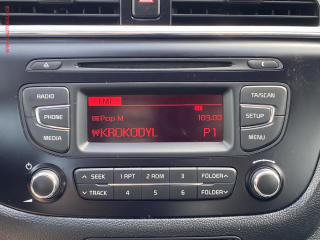 RADIO
PHONE
MEDIA
FM1
Pop M 103.00
KROKODYL P1
TA/SCAN
SETUP
MENU
SEEK 1 RPT 2 RDM 3 FOLDER
TRACK 4 5 6 FOLDER